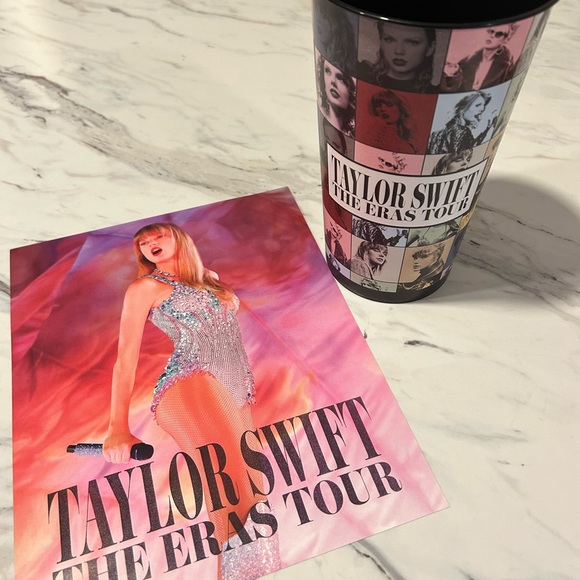 TAYLOR SWIFT
THE ERAS TOUR
TAYLOR SWIFT
THE ERAS TOUR